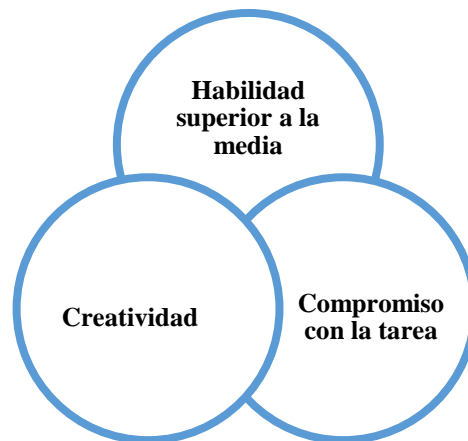 Habilidad
superior a la
media
Creatividad
Compromiso
con la tarea